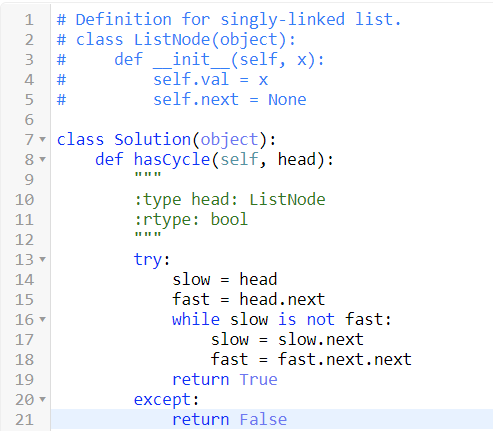 1 # Definition for singly-linked list.
2 # class ListNode(object):
3 #     def __init__(self, x):
4 #         self.val = x
5 #         self.next = None
6
7 class Solution(object):
8     def hasCycle(self, head):
9         """
10         :type head: ListNode
11         :rtype: bool
12         """
13         try:
14             slow = head
15             fast = head.next
16             while slow is not fast:
17                 slow = slow.next
18                 fast = fast.next.next
19             return True
20         except:
21             return False